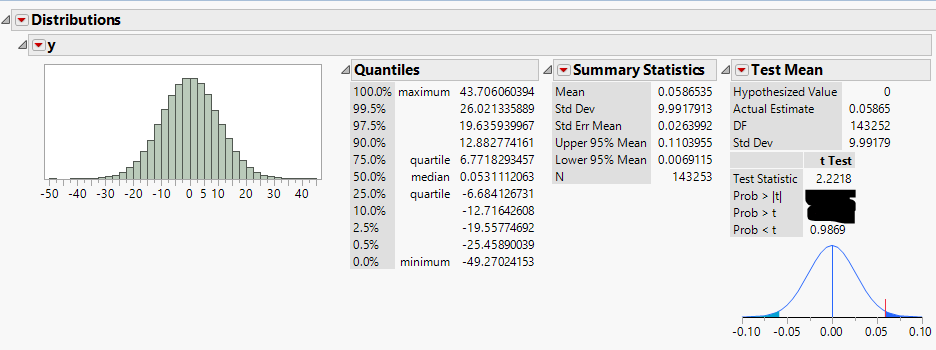 Distributions
y
-50 -40 -30 -20 -10 0 5 10 20 30 40
Quantiles
100.0% maximum 43.706060394
99.5% 26.021335889
97.5% 19.635939967
90.0% 12.882774161
75.0% quartile 6.7718293457
50.0% median 0.0531112063
25.0% quartile -6.684126731
10.0% -12.71642608
2.5% -19.55774692
0.5% -25.45890039
0.0% minimum -49.27024153
Summary Statistics
Mean 0.0586535
Std Dev 9.9917913
Std Err Mean 0.0263992
Upper 95% Mean 0.1103955
Lower 95% Mean 0.0069115
N 143253
Test Mean
Hypothesized Value 0
Actual Estimate 0.05865
DF 143252
Std Dev 9.99179
t Test
Test Statistic 2.2218
Prob > |t|
Prob > t
Prob < t 0.9869
-0.10 -0.05 0.00 0.05 0.10